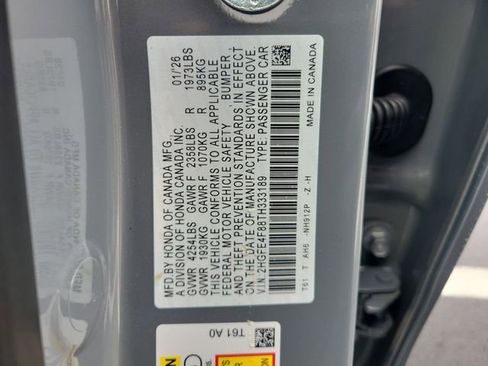 MFD.BY HONDA OF CANADA MFG.,
A DIVISION OF HONDA CANADA INC. 01/'26
GVWR 4254LBS GAWR F 2358LBS R 1973LBS
GVWR 1930KG GAWR F 1070KG R 895KG
THIS VEHICLE CONFORMS TO ALL APPLICABLE
FEDERAL MOTOR VEHICLE SAFETY, BUMPER,
THEFT PREVENTION STANDARDS IN EFFECT
ON THE DATE OF MANUFACTURE SHOWN ABOVE.
V.I.N.:2HGFE4F88TH333189 TYPE:PASSENGER CAR
MADE IN CANADA
T61 T AH6 -NH912P -Z -H
T61 A0